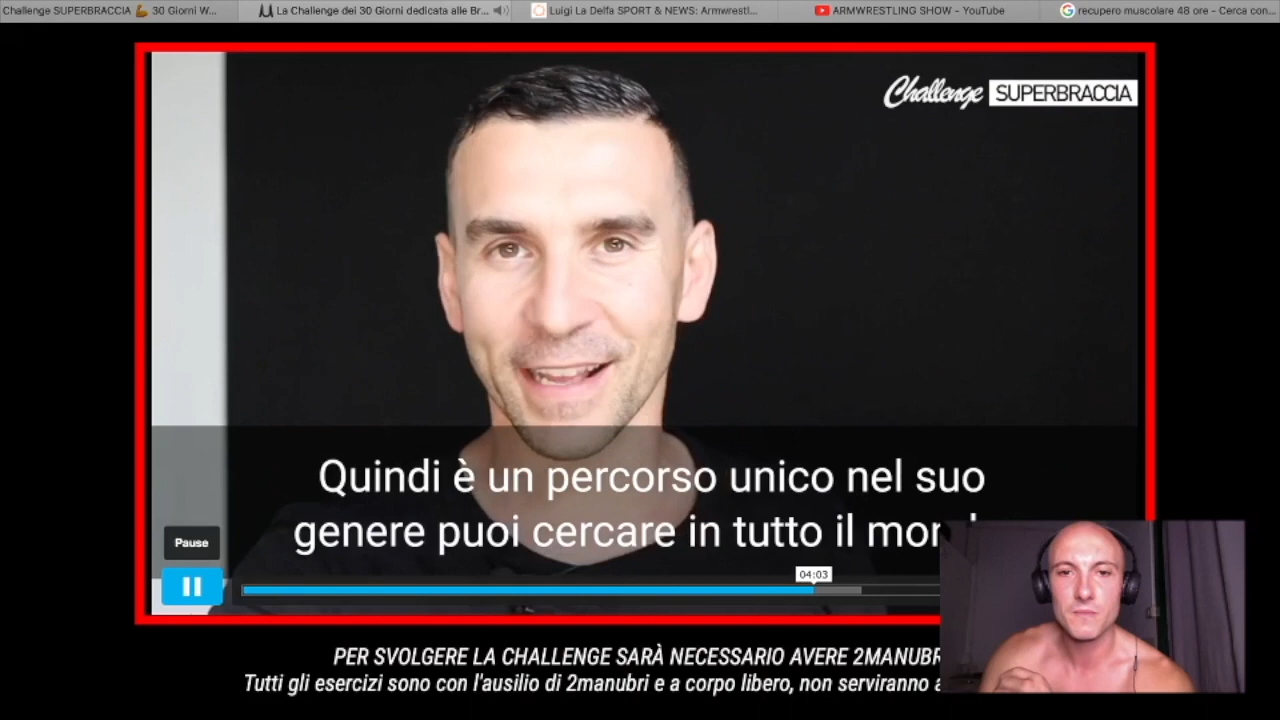 Challenge SUPERBRACCIA 💪 30 Giorni W...
La Challenge dei 30 Giorni dedicata alle Br...
Luigi La Delfa SPORT & NEWS: Armwrestl...
ARMWRESTLING SHOW - YouTube
recupero muscolare 48 ore - Cerca con...
Challenge SUPERBRACCIA
Quindi è un percorso unico nel suo
genere puoi cercare in tutto il
Pause
04:03
PER SVOLGERE LA CHALLENGE SARÀ NECESSARIO AVERE
Tutti gli esercizi sono con l'ausilio di 2manubri e a corpo libero, non serviranno